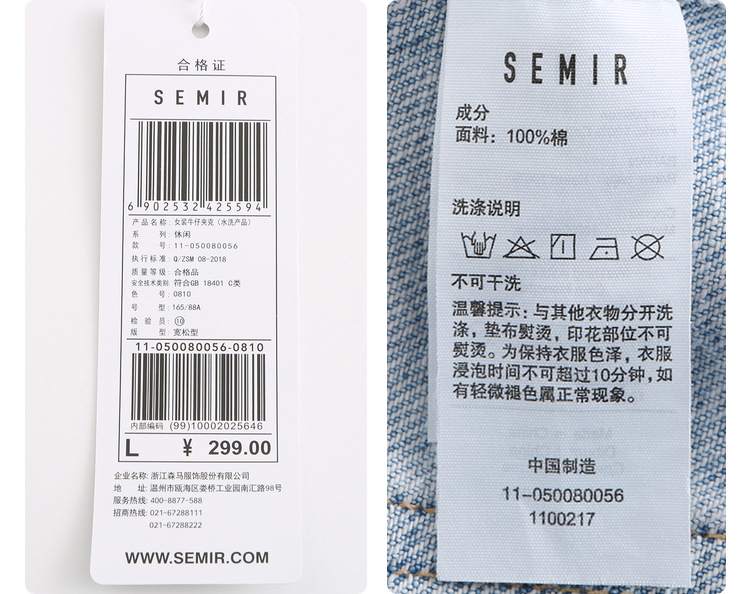 合格证
SEMIR
6 902532 425594
产品名称: 女装牛仔夹克(水洗产品)
系 列: 休闲
款 号: 11-050080056
执行标准: Q/ZSM 08-2018
质量等级: 合格品
安全技术类别: 符合GB 18401 C类
色 号: 0810
号 型: 165/88A
检 验 员: ⑩
版 型: 宽松型
11-050080056-0810
内部编码 (99)10002025646
L ¥ 299.00
企业名称: 浙江森马服饰股份有限公司
地 址: 温州市瓯海区娄桥工业园南汇路98号
服务热线: 400-8877-588
招商热线: 021-67288111
021-67288222
WWW.SEMIR.COM
SEMIR
成分
面料: 100%棉
洗涤说明
不可干洗
温馨提示: 与其他衣物分开洗
涤, 垫布熨烫, 印花部位不可
熨烫。为保持衣服色泽, 衣服
浸泡时间不可超过10分钟, 如
有轻微褪色属正常现象。
中国制造
11-050080056
1100217